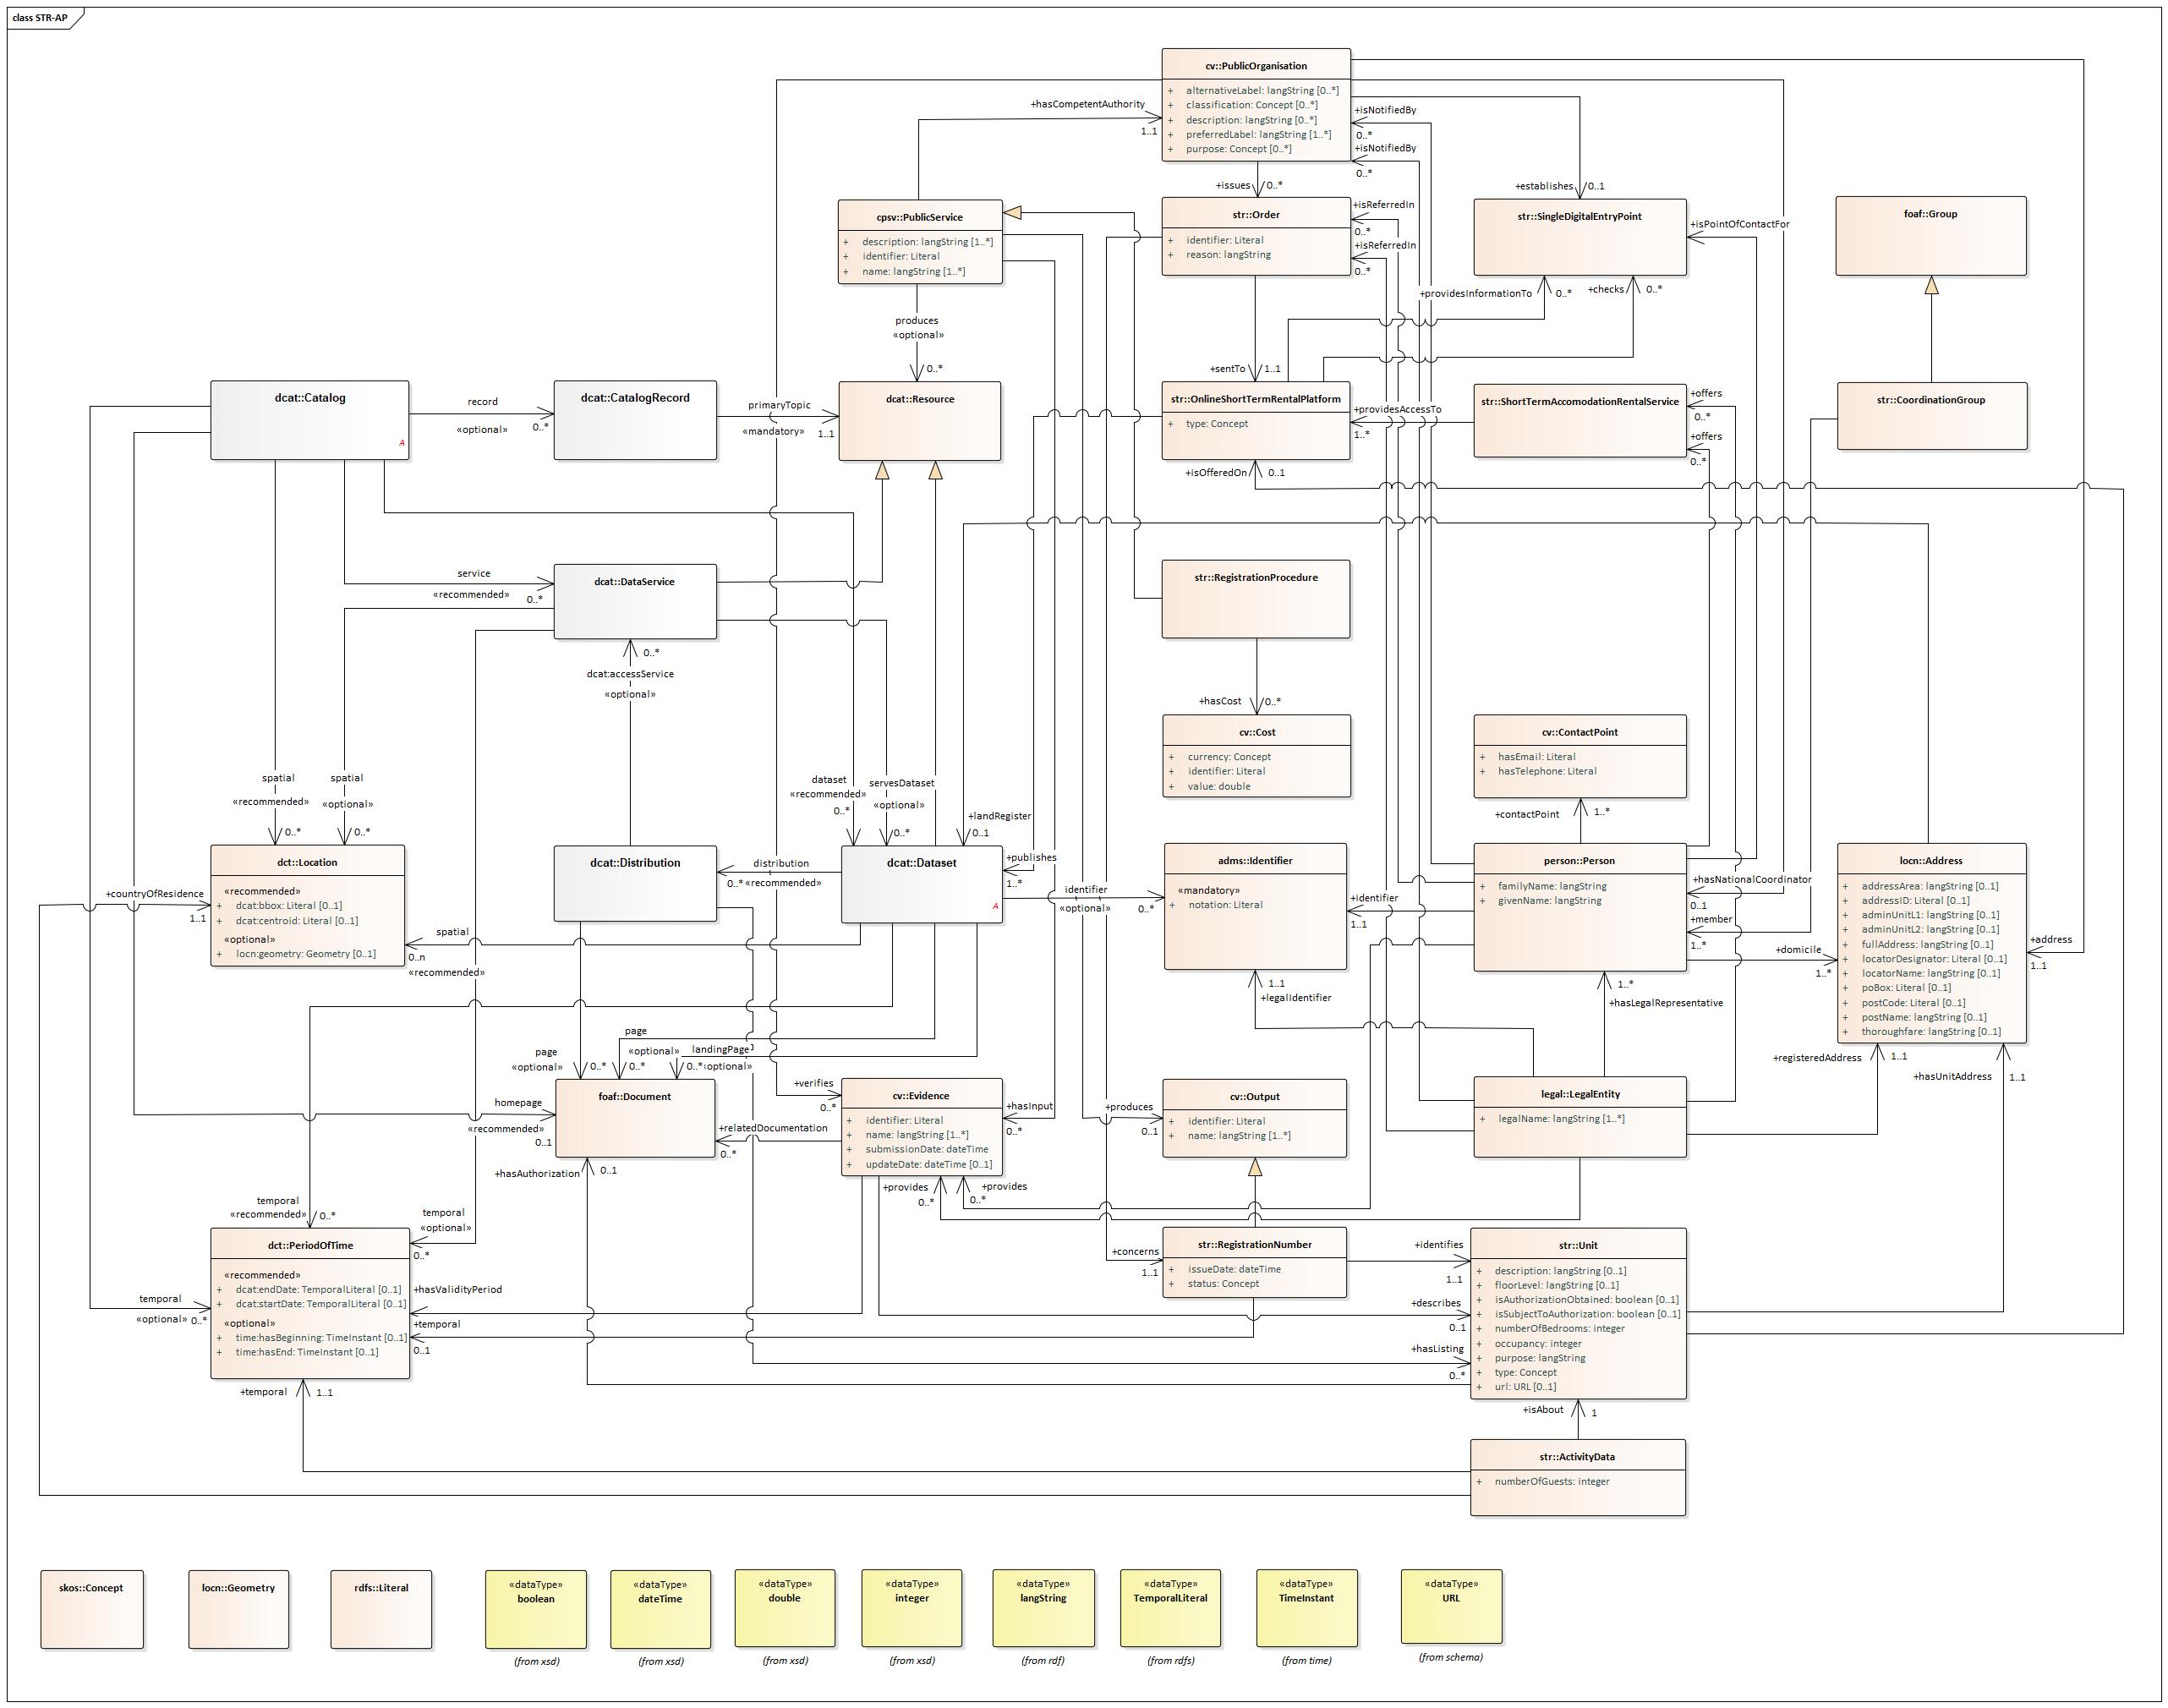 class STR-AP
cv::PublicOrganisation
+ alternativeLabel: langString [0..*]
+ classification: Concept [0..*]
+ description: langString [0..*]
+ preferredLabel: langString [1..*]
+ purpose: Concept [0..*]
+hasCompetentAuthority
1..1
+isNotifiedBy
0..*
+isNotifiedBy
0..*
+issues
0..*
+establishes
0..1
cpsv::PublicService
+ description: langString [1..*]
+ identifier: Literal
+ name: langString [1..*]
str::Order
+ identifier: Literal
+ reason: langString
+isReferredIn
0..*
+isReferredIn
0..*
str::SingleDigitalEntryPoint
+isPointOfContactFor
foaf::Group
+providesInformationTo
0..*
+checks
0..*
produces
«optional»
0..*
+sentTo
1..1
dcat::Catalog
A
record
«optional»
0..*
dcat::CatalogRecord
primaryTopic
«mandatory»
1..1
dcat::Resource
str::OnlineShortTermRentalPlatform
+ type: Concept
+providesAccessTo
1..*
str::ShortTermAccomodationRentalService
+offers
0..*
+offers
0..*
str::CoordinationGroup
+isOfferedOn
0..1
service
«recommended»
0..*
dcat::DataService
str::RegistrationProcedure
0..*
dcat:accessService
«optional»
+hasCost
0..*
cv::Cost
+ currency: Concept
+ identifier: Literal
+ value: double
cv::ContactPoint
+ hasEmail: Literal
+ hasTelephone: Literal
+contactPoint
1..*
spatial
«recommended»
0..*
spatial
«optional»
0..*
dataset
«recommended»
0..*
servesDataset
«optional»
0..*
+landRegister
0..1
dct::Location
«recommended»
+ dcat:bbox: Literal [0..1]
+ dcat:centroid: Literal [0..1]
«optional»
+ locn:geometry: Geometry [0..1]
+countryOfResidence
1..1
dcat::Distribution
distribution
0..*
«recommended»
dcat::Dataset
A
+publishes
1..*
identifier
«optional»
0..*
adms::Identifier
«mandatory»
+ notation: Literal
+identifier
1..1
person::Person
+ familyName: langString
+ givenName: langString
+hasNationalCoordinator
0..1
+member
1..*
+domicile
1..*
locn::Address
+ addressArea: langString [0..1]
+ addressID: Literal [0..1]
+ adminUnitL1: langString [0..1]
+ adminUnitL2: langString [0..1]
+ fullAddress: langString [0..1]
+ locatorDesignator: Literal [0..1]
+ locatorName: langString [0..1]
+ poBox: Literal [0..1]
+ postCode: Literal [0..1]
+ postName: langString [0..1]
+ thoroughfare: langString [0..1]
+address
1..1
spatial
0..n
«recommended»
1..1
+legalIdentifier
1..*
+hasLegalRepresentative
page
«optional»
0..*
page
«optional»
0..*
landingPage
«optional»
0..*
+registeredAddress
1..1
+hasUnitAddress
1..1
homepage
«recommended»
0..1
foaf::Document
+verifies
0..*
cv::Evidence
+ identifier: Literal
+ name: langString [1..*]
+ submissionDate: dateTime
+ updateDate: dateTime [0..1]
+hasInput
0..*
+relatedDocumentation
0..*
+produces
0..1
cv::Output
+ identifier: Literal
+ name: langString [1..*]
legal::LegalEntity
+ legalName: langString [1..*]
+hasAuthorization
0..1
+provides
0..*
+provides
0..*
temporal
«recommended»
0..*
temporal
«optional»
0..*
dct::PeriodOfTime
«recommended»
+ dcat:endDate: TemporalLiteral [0..1]
+ dcat:startDate: TemporalLiteral [0..1]
«optional»
+ time:hasBeginning: TimeInstant [0..1]
+ time:hasEnd: TimeInstant [0..1]
temporal
«optional»
0..*
+hasValidityPeriod
+temporal
0..1
+concerns
1..1
str::RegistrationNumber
+ issueDate: dateTime
+ status: Concept
+identifies
1..1
+describes
0..1
+hasListing
0..*
str::Unit
+ description: langString [0..1]
+ floorLevel: langString [0..1]
+ isAuthorizationObtained: boolean [0..1]
+ isSubjectToAuthorization: boolean [0..1]
+ numberOfBedrooms: integer
+ occupancy: integer
+ purpose: langString
+ type: Concept
+ url: URL [0..1]
+temporal
1..1
+isAbout
1
str::ActivityData
+ numberOfGuests: integer
skos::Concept
locn::Geometry
rdfs::Literal
«dataType»
boolean
(from xsd)
«dataType»
dateTime
(from xsd)
«dataType»
double
(from xsd)
«dataType»
integer
(from xsd)
«dataType»
langString
(from rdf)
«dataType»
TemporalLiteral
(from rdfs)
«dataType»
TimeInstant
(from time)
«dataType»
URL
(from schema)